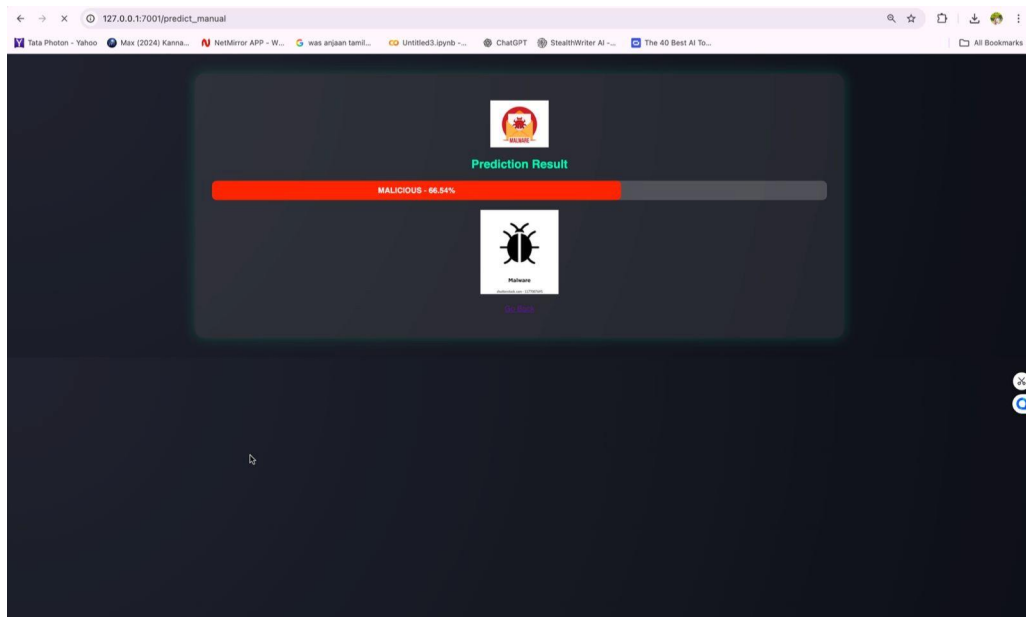 127.0.0.1:7001/predict_manual
Tata Photon - Yahoo Max (2024) Kanna... NetMirror APP - W... was anjaan tamil... Untitled3.ipynb -... ChatGPT StealthWriter AI -... The 40 Best AI To... All Bookmarks
MALWARE
Prediction Result
MALICIOUS - 66.54%
Malware
Go Back